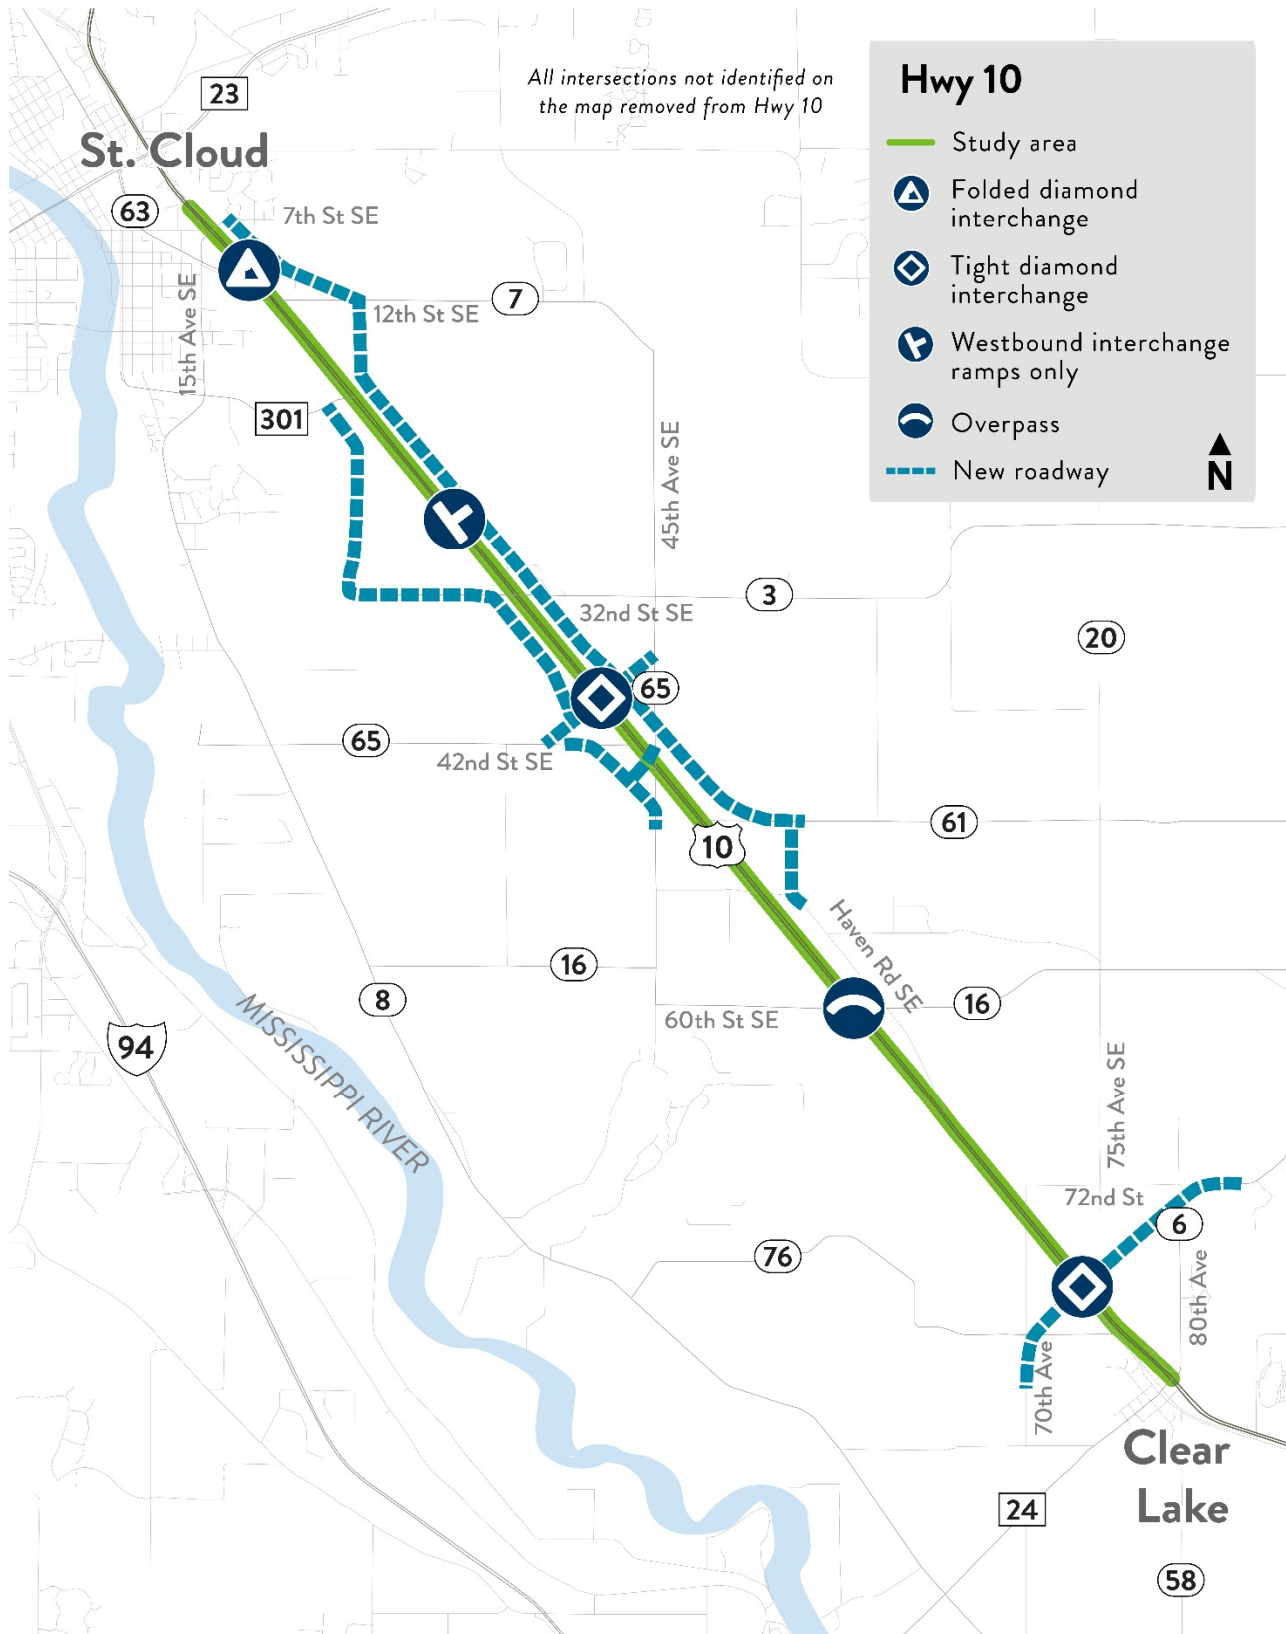 All intersections not identified on
the map removed from Hwy 10
Hwy 10
Study area
Folded diamond
interchange
Tight diamond
interchange
Westbound interchange
ramps only
Overpass
New roadway
N
23
St. Cloud
63
7th St SE
15th Ave SE
12th St SE
7
301
45th Ave SE
3
32nd St SE
20
65
65
42nd St SE
10
61
Haven Rd SE
16
8
60th St SE
16
94
MISSISSIPPI RIVER
75th Ave SE
72nd St
6
76
80th Ave
70th Ave
Clear
Lake
24
58